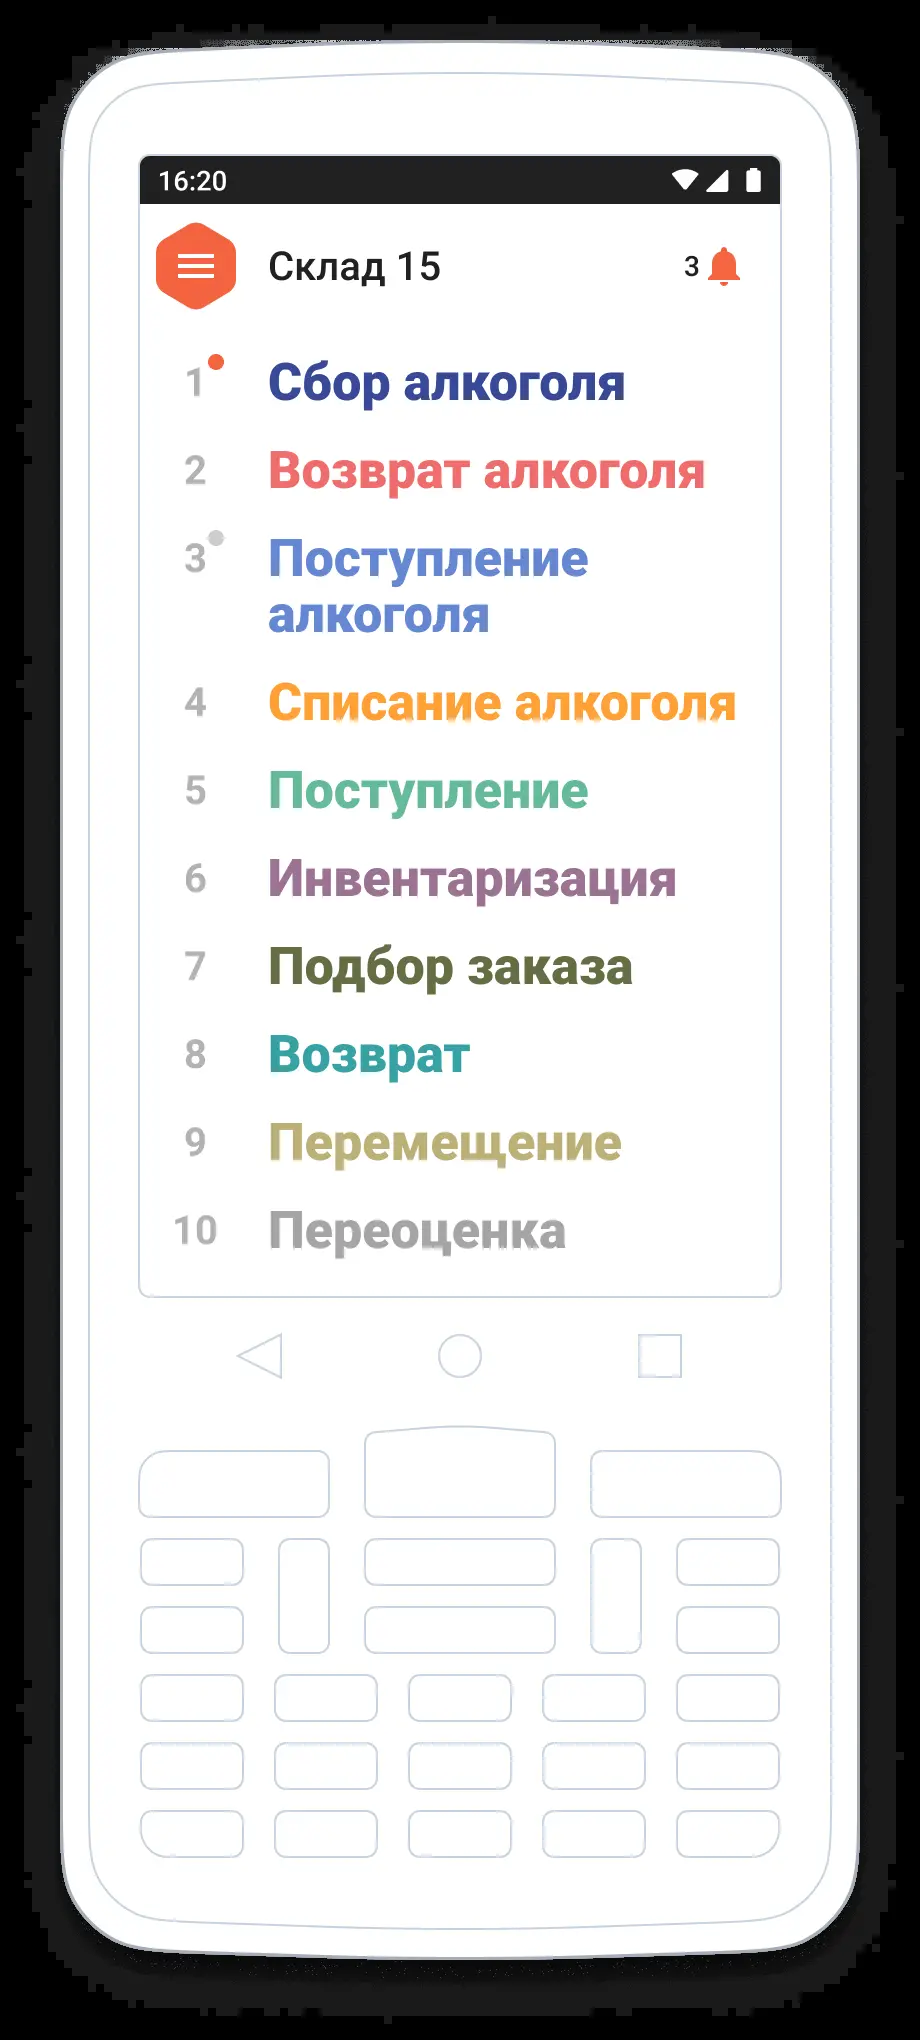 16:20
Склад 15
3
1 Сбор алкоголя
2 Возврат алкоголя
3 Поступление
алкоголя
4 Списание алкоголя
5 Поступление
6 Инвентаризация
7 Подбор заказа
8 Возврат
9 Перемещение
10 Переоценка